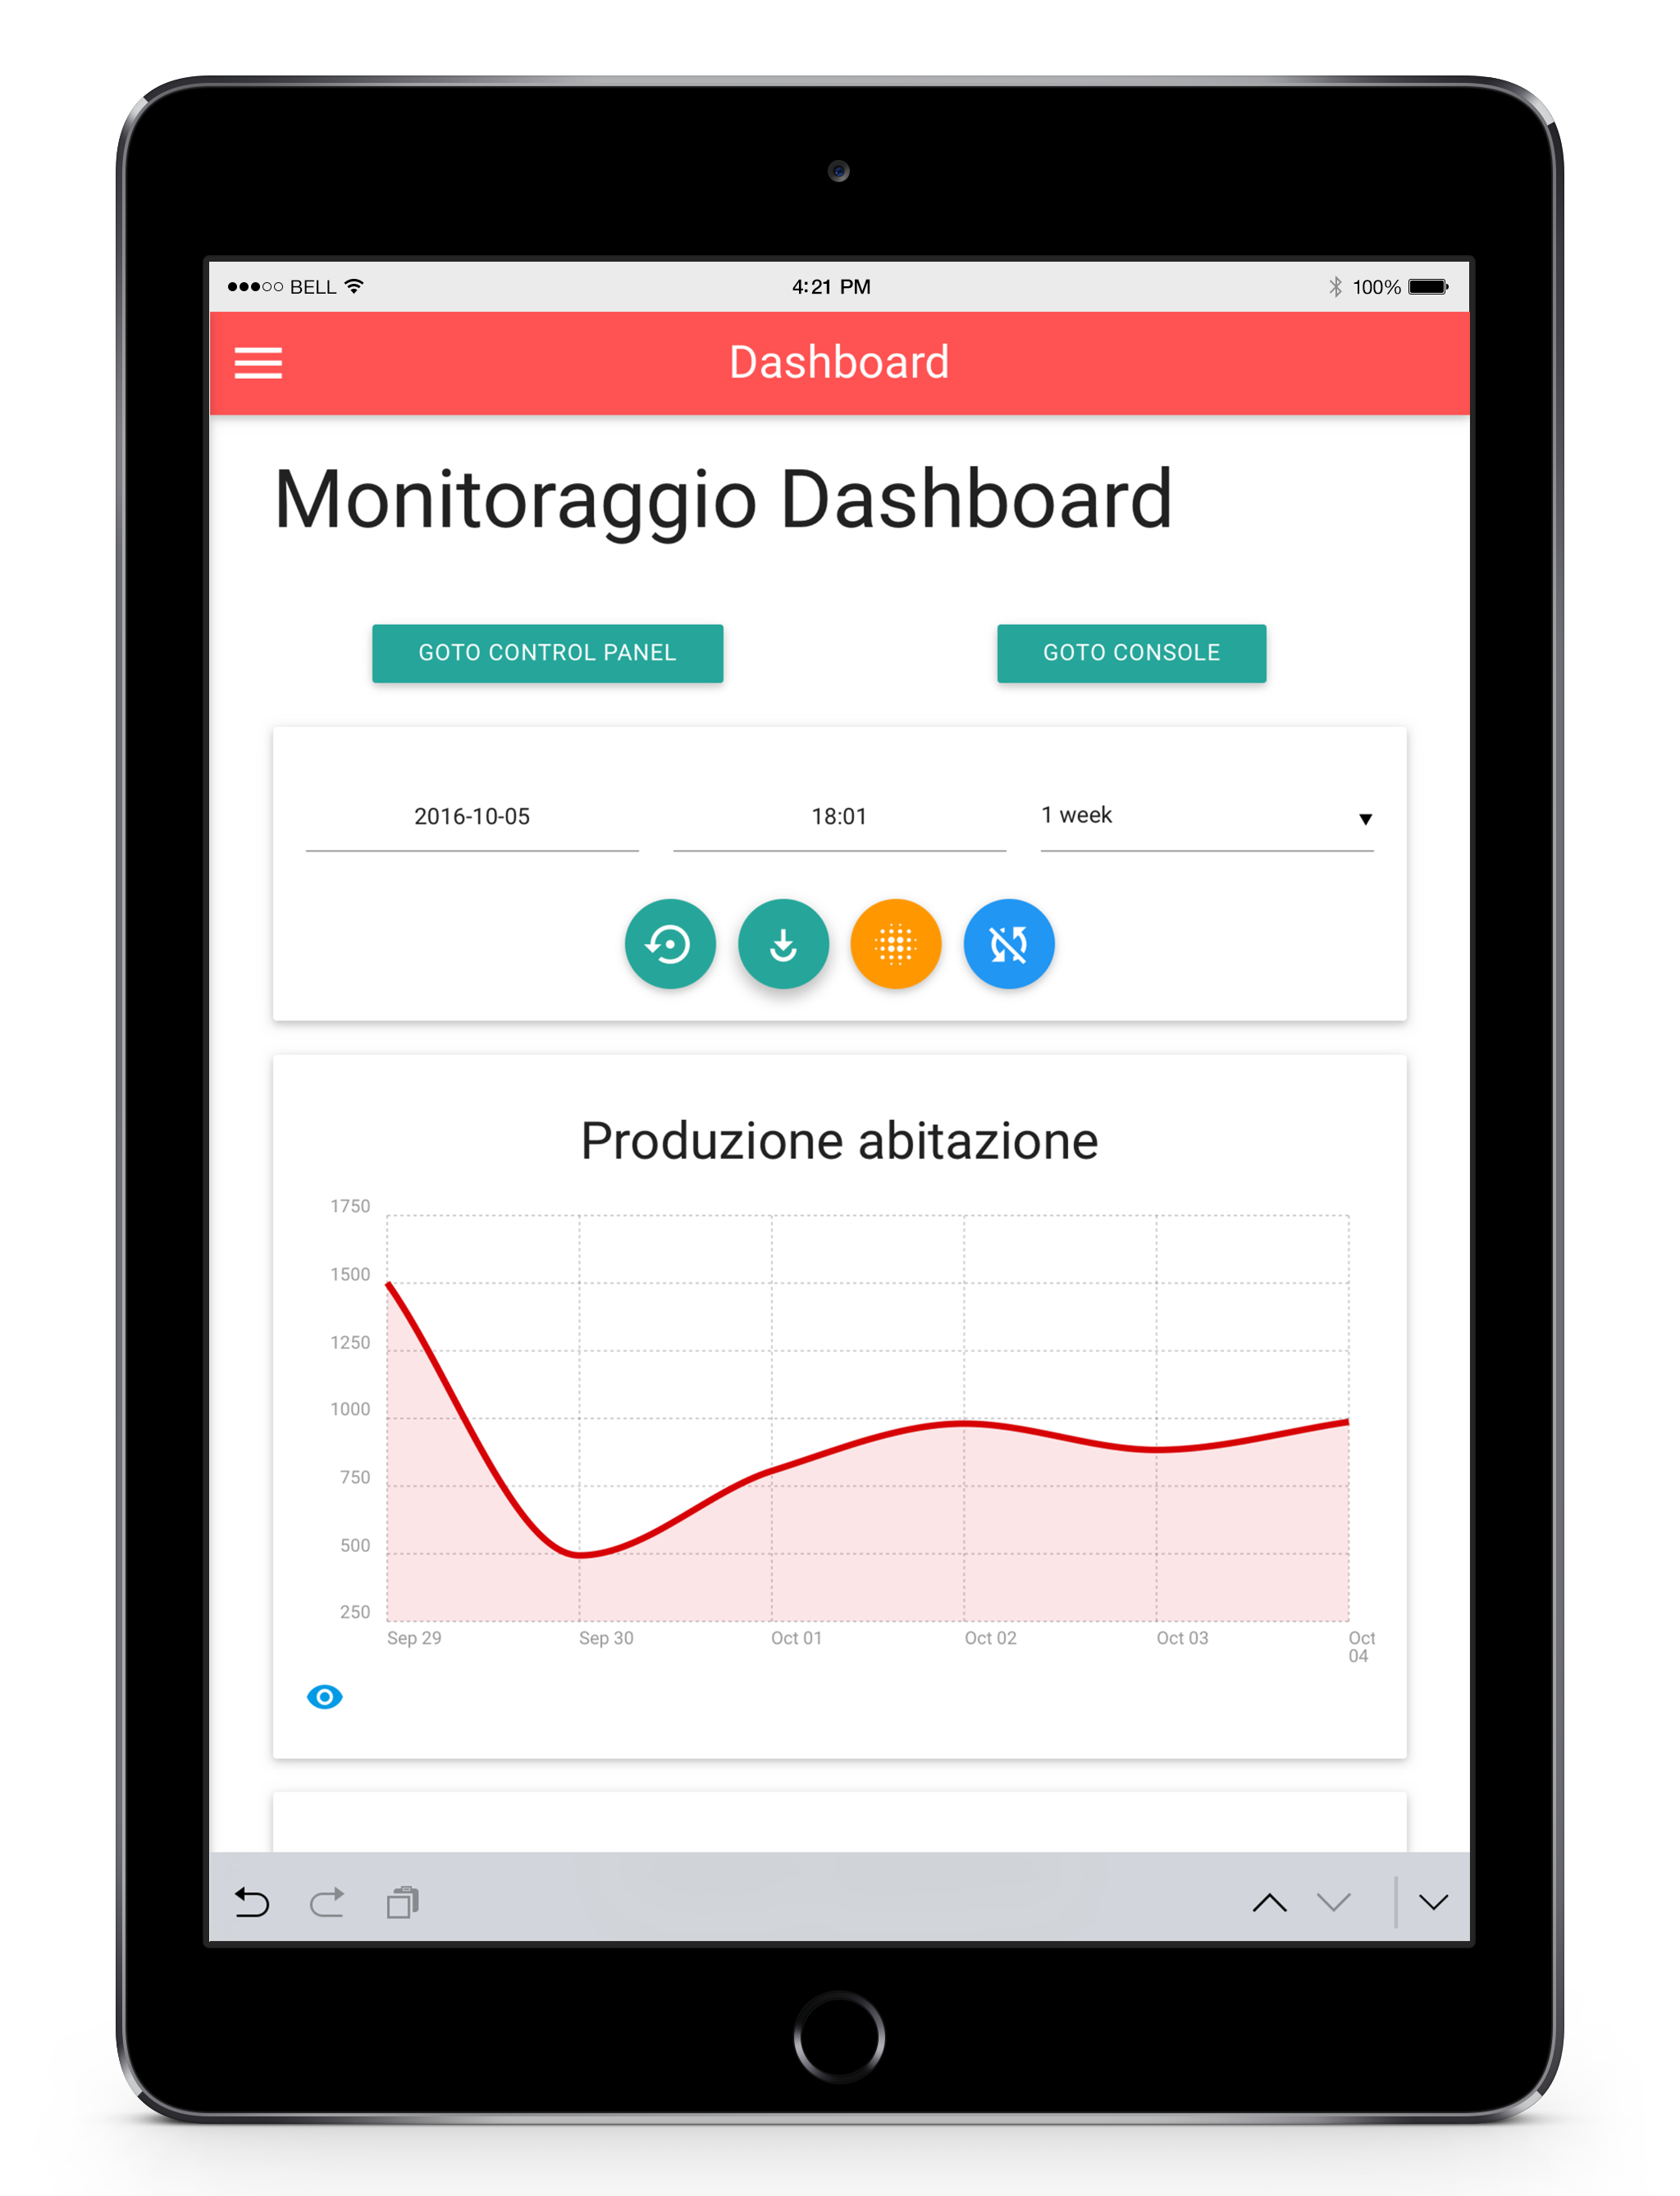 BELL 4:21 PM 100%
Dashboard
Monitoraggio Dashboard
GOTO CONTROL PANEL GOTO CONSOLE
2016-10-05 18:01 1 week
Produzione abitazione
1750
1500
1250
1000
750
500
250
Sep 29 Sep 30 Oct 01 Oct 02 Oct 03 Oct
04